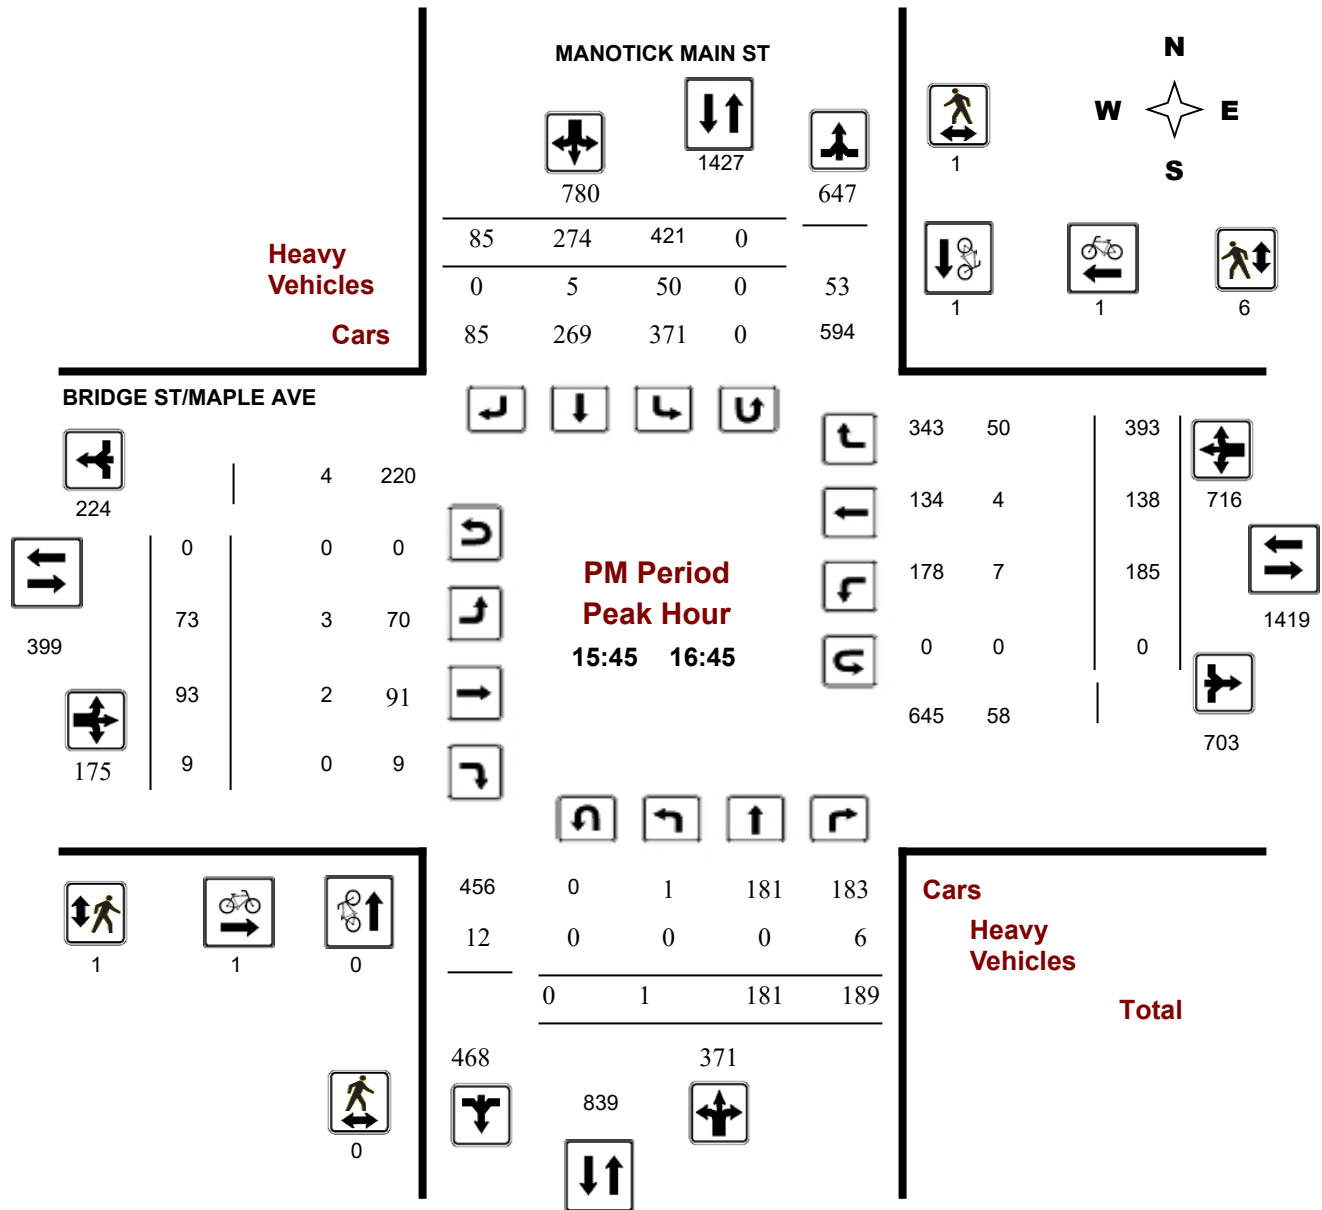 MANOTICK MAIN ST
N
W E
S
1427
1
780
647
85 274 421 0
Heavy
Vehicles
0 5 50 0 53
1 1 6
Cars
85 269 371 0 594
BRIDGE ST/MAPLE AVE
343 50 393
4 220
224
134 4 138 716
0 0 0
PM Period
178 7 185
Peak Hour
73 3 70
1419
399
15:45 16:45
0 0 0
93 2 91
645 58
703
175 9 0 9
456 0 1 181 183
Cars
12 0 0 0 6
Heavy
Vehicles
1 1 0
0 1 181 189
Total
468 371
839
0